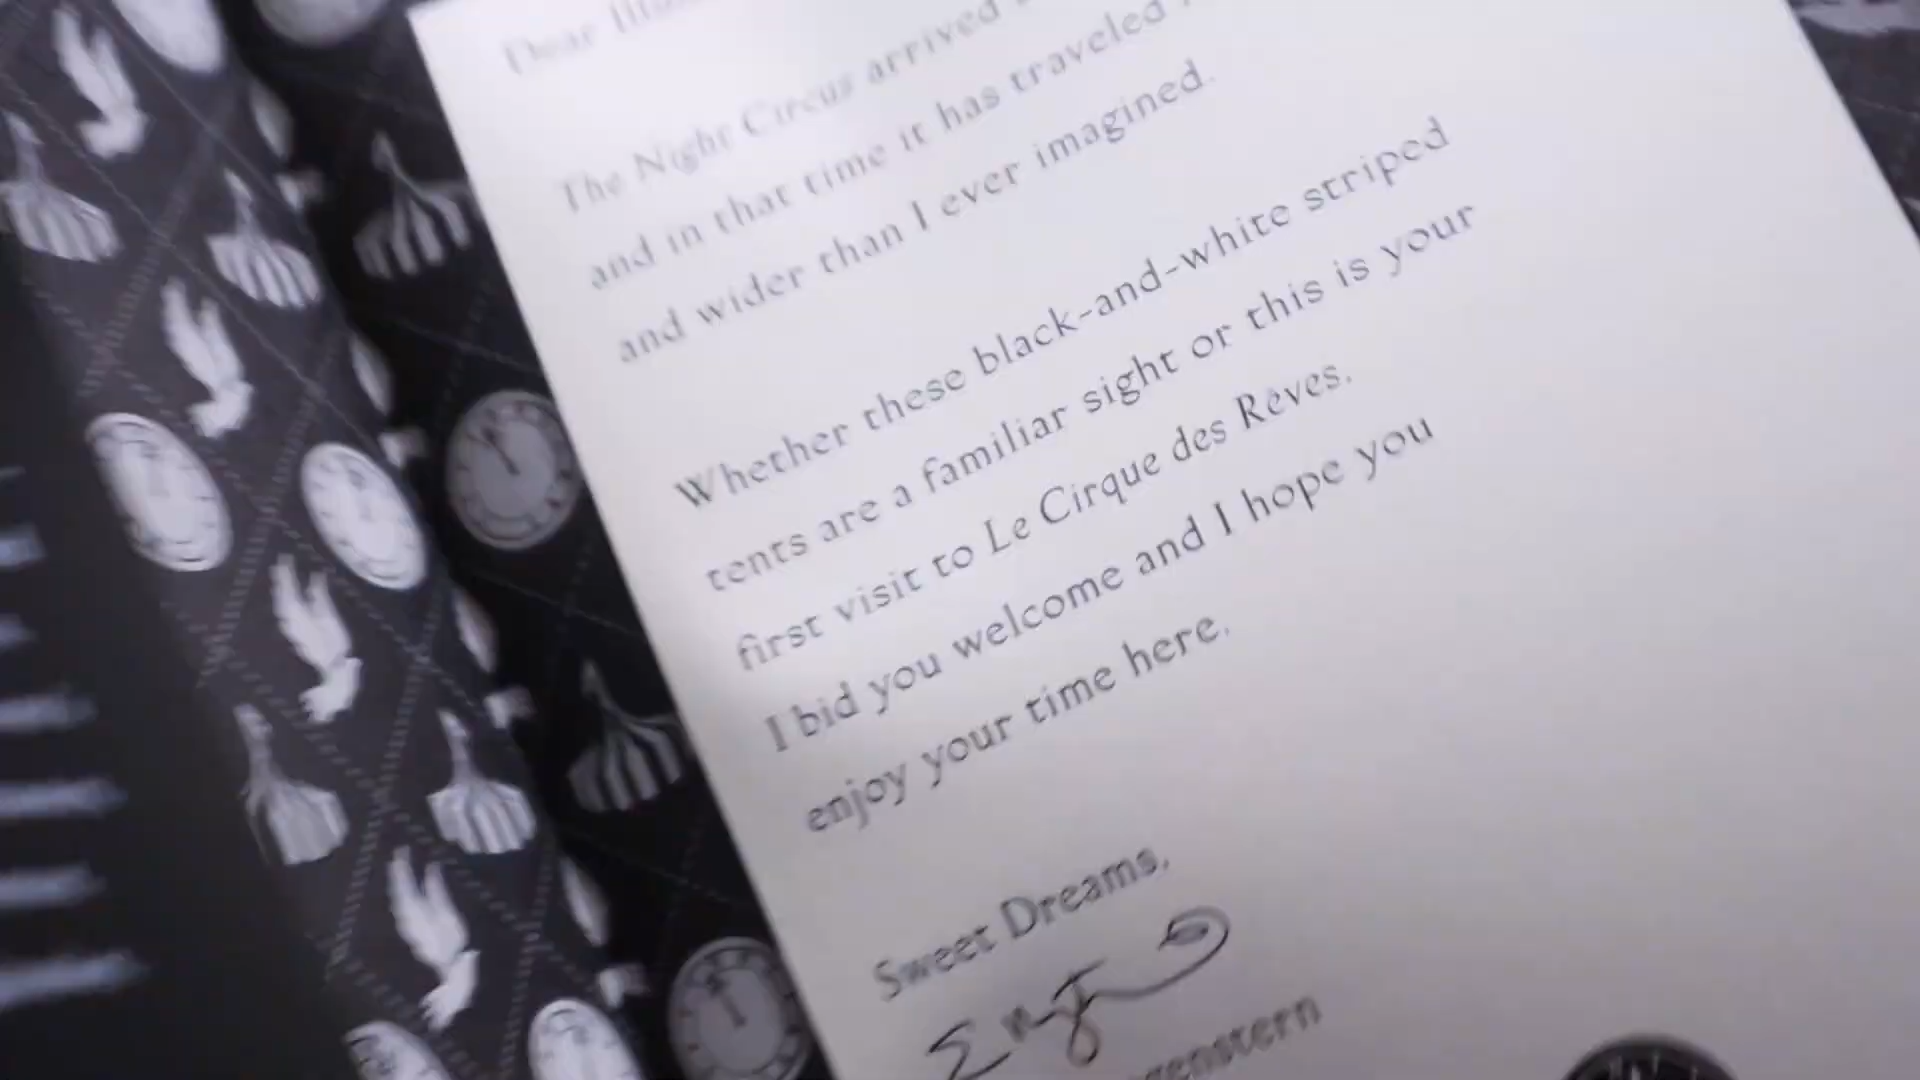 Dear
The Night Circus arrived
and in that time it has traveled
and wider than I ever imagined.
Whether these black-and-white striped
tents are a familiar sight or this is your
first visit to Le Cirque des Rêves,
I bid you welcome and I hope you
enjoy your time here.
Sweet Dreams,
genstern